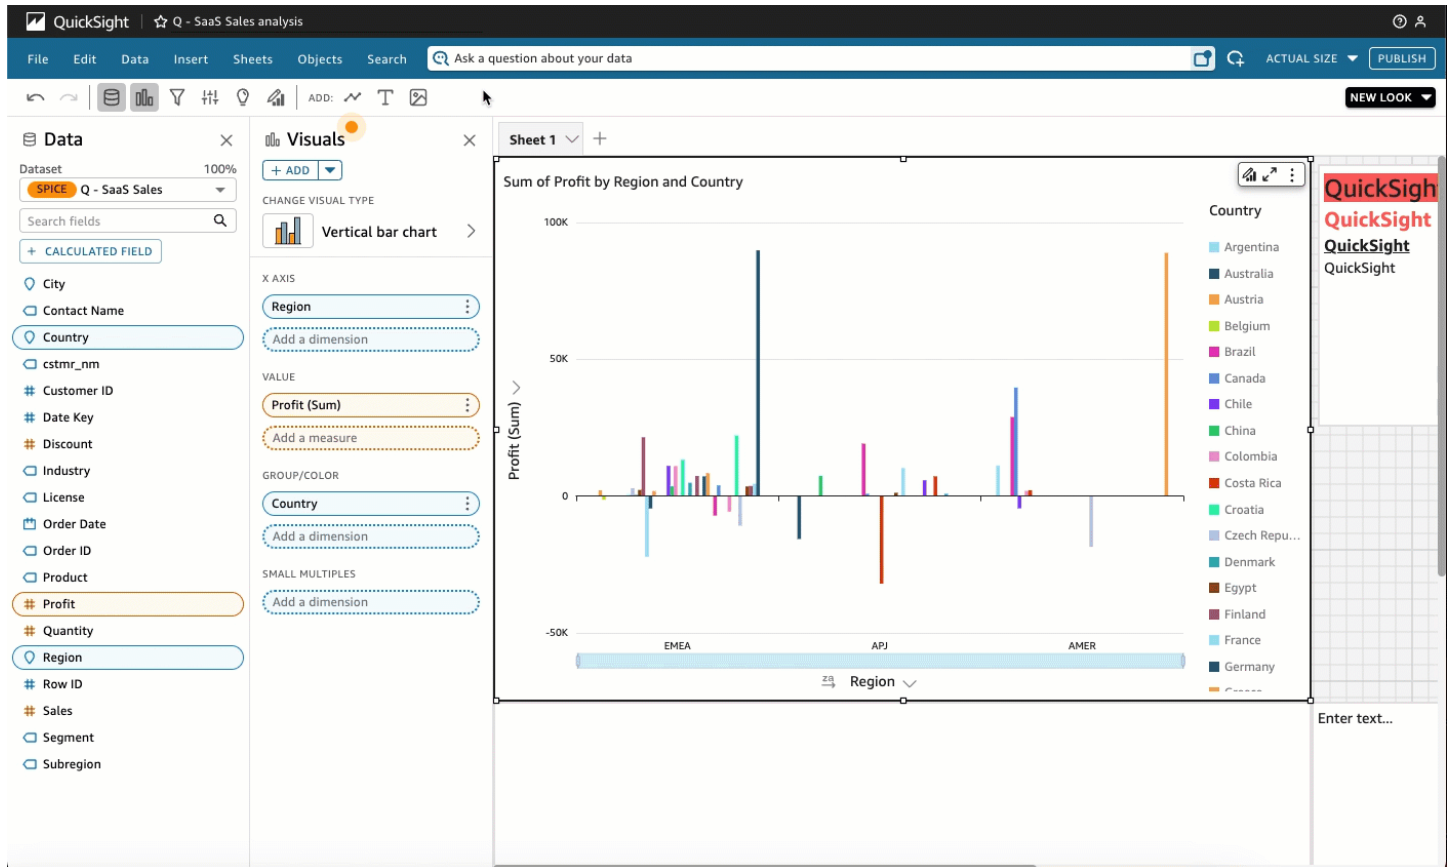 QuickSight
Q - SaaS Sales analysis
File Edit Data Insert Sheets Objects Search
Ask a question about your data
ACTUAL SIZE
PUBLISH
ADD:
NEW LOOK
Data
Dataset 100%
SPICE Q - SaaS Sales
Search fields
+ CALCULATED FIELD
City
Contact Name
Country
cstmr_nm
Customer ID
Date Key
Discount
Industry
License
Order Date
Order ID
Product
Profit
Quantity
Region
Row ID
Sales
Segment
Subregion
Visuals
+ ADD
CHANGE VISUAL TYPE
Vertical bar chart
X AXIS
Region
Add a dimension
VALUE
Profit (Sum)
Add a measure
GROUP/COLOR
Country
Add a dimension
SMALL MULTIPLES
Add a dimension
Sheet 1
Sum of Profit by Region and Country
100K
50K
0
-50K
Profit (Sum)
EMEA APJ AMER
za
Region
Country
Argentina
Australia
Austria
Belgium
Brazil
Canada
Chile
China
Colombia
Costa Rica
Croatia
Czech Repu...
Denmark
Egypt
Finland
France
Germany
QuickSigh
QuickSight
QuickSight
QuickSight
Enter text...